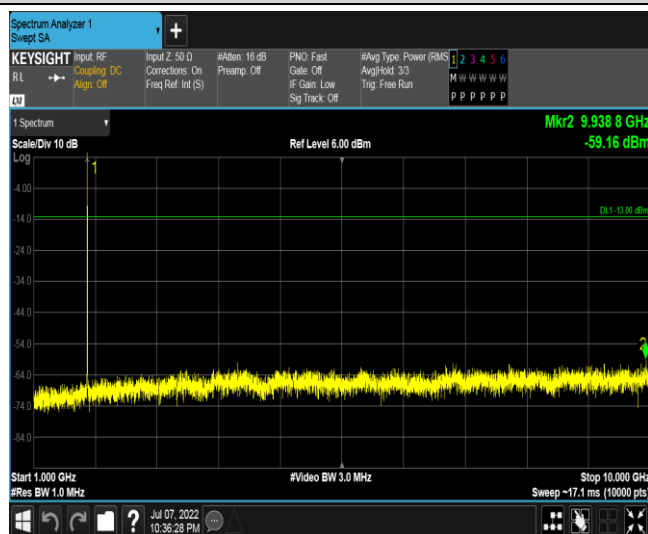 Spectrum Analyzer 1
Swept SA
+
KEYSIGHT
RL
LXI
Input: RF
Coupling: DC
Align: Off
Input Z: 50 Ω
Corrections: On
Freq Ref: Int (S)
#Atten: 16 dB
Preamp: Off
PNO: Fast
Gate: Off
IF Gain: Low
Sig Track: Off
#Avg Type: Power (RMS
Avg|Hold: 3/3
Trig: Free Run
1 2 3 4 5 6
M W W W W W
P P P P P P
1 Spectrum
Mkr2 9.938 8 GHz
Scale/Div 10 dB
Ref Level 6.00 dBm
-59.16 dBm
Log
1
-4.00
DL1 -13.00 dBm
-14.0
-24.0
-34.0
-44.0
-54.0
2
-64.0
-74.0
-84.0
Start 1.000 GHz
#Video BW 3.0 MHz
Stop 10.000 GHz
#Res BW 1.0 MHz
Sweep ~17.1 ms (10000 pts)
?
Jul 07, 2022
10:36:28 PM